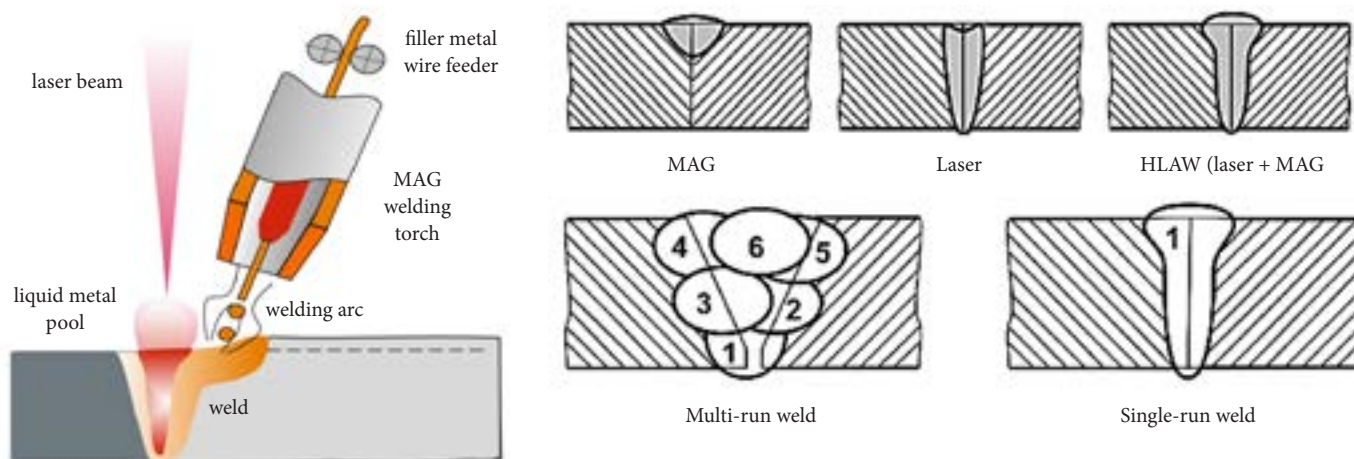 filler metal
wire feeder
laser beam
MAG
welding
torch
liquid metal
pool
welding arc
weld
MAG
Laser
HLAW (laser + MAG
4
6
5
3
2
1
Multi-run weld
1
Single-run weld